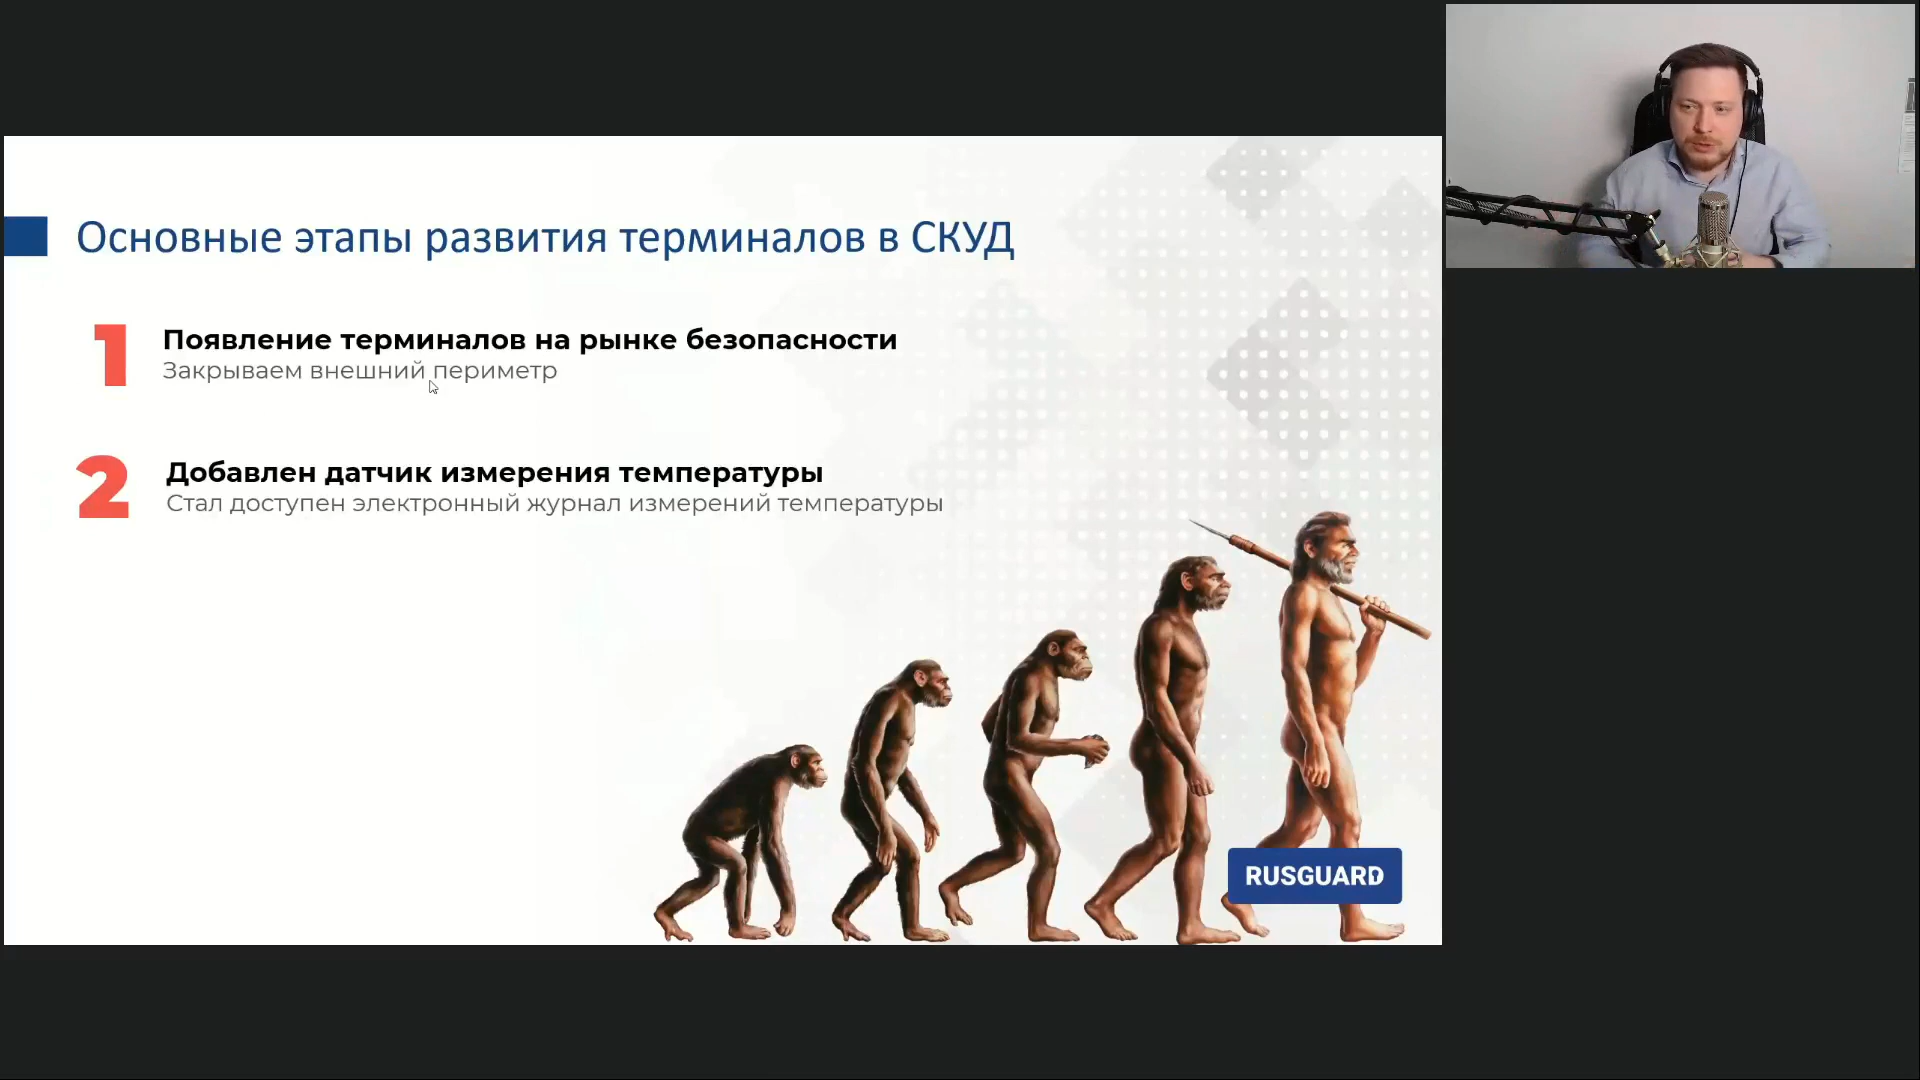 Основные этапы развития терминалов в СКУД
1
Появление терминалов на рынке безопасности
Закрываем внешний периметр
2
Добавлен датчик измерения температуры
Стал доступен электронный журнал измерений температуры
RUSGUARD